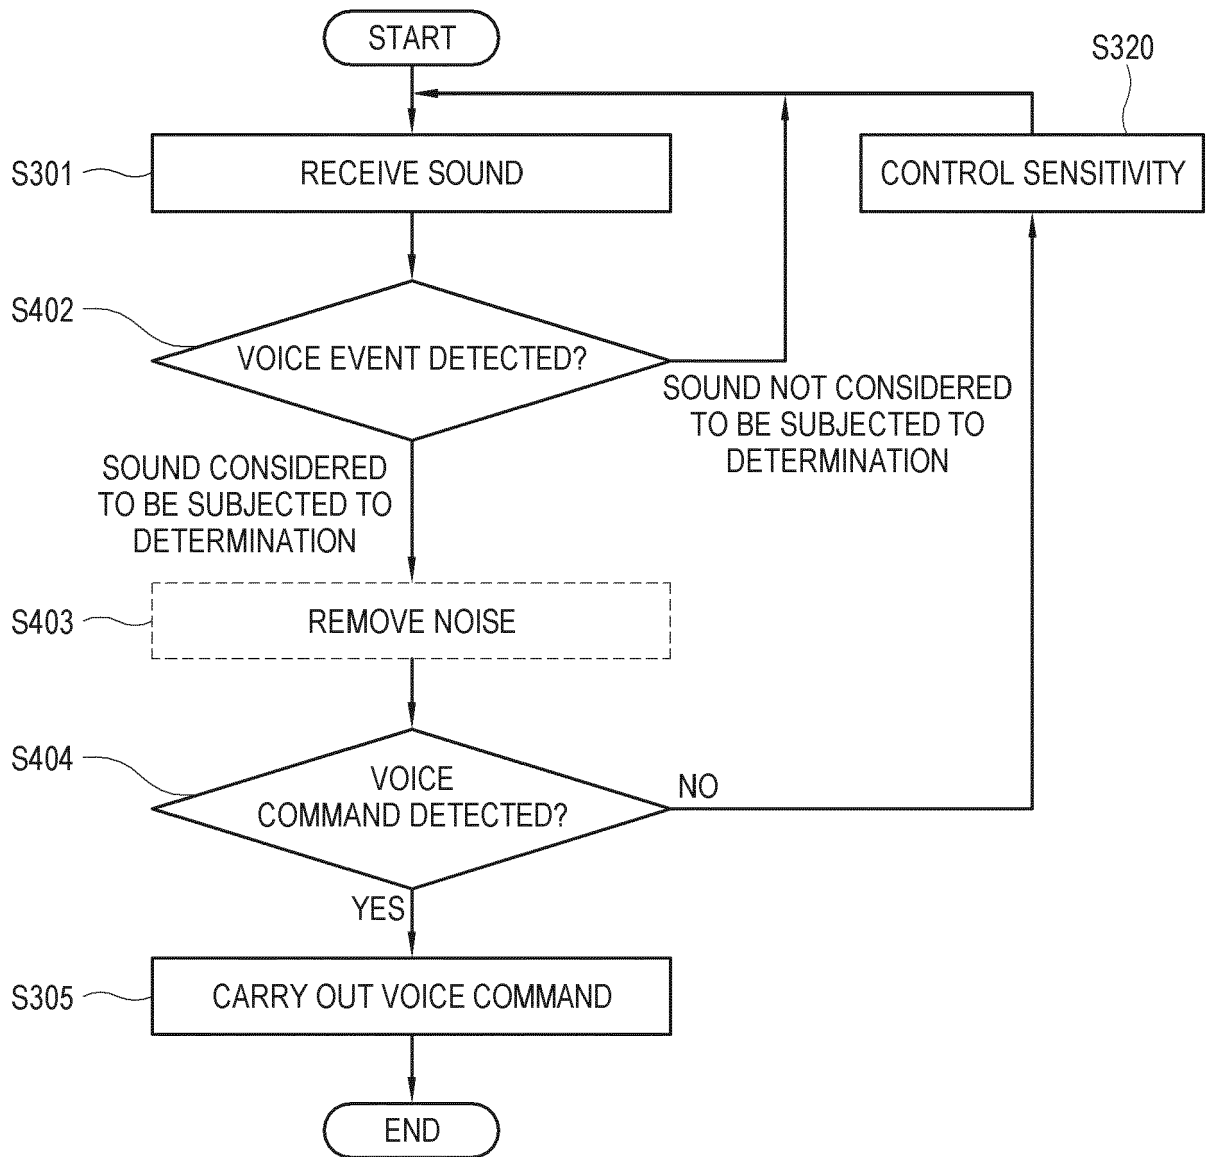 START
S320
S301
RECEIVE SOUND
CONTROL SENSITIVITY
S402
VOICE EVENT DETECTED?
SOUND NOT CONSIDERED
TO BE SUBJECTED TO
DETERMINATION
SOUND CONSIDERED
TO BE SUBJECTED TO
DETERMINATION
S403
REMOVE NOISE
S404
VOICE
COMMAND DETECTED?
NO
YES
S305
CARRY OUT VOICE COMMAND
END